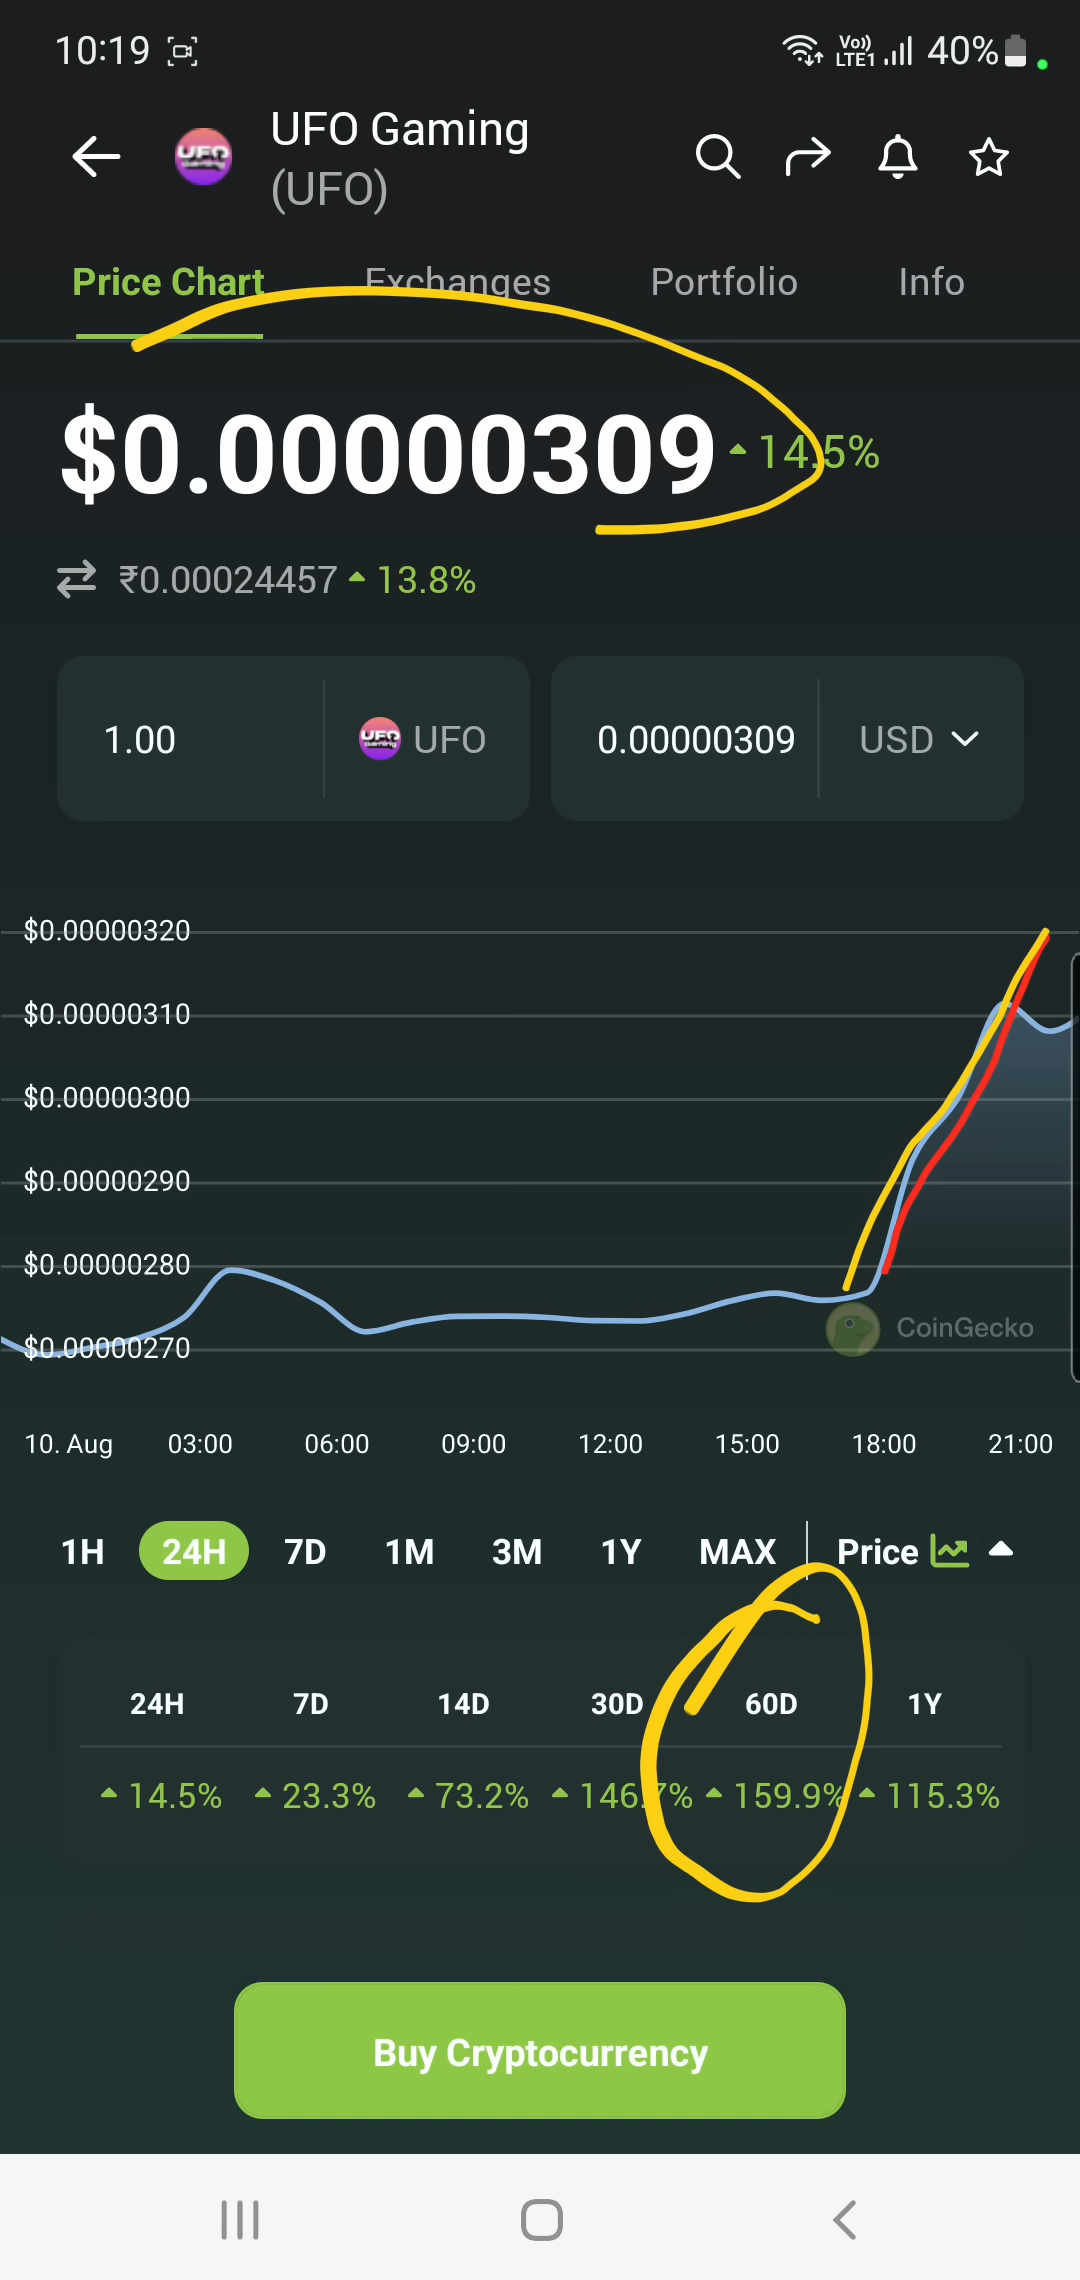 10:19
Vo)) LTE1 40%
UFO Gaming
(UFO)
Price Chart Exchanges Portfolio Info
$0.00000309 14.5%
₹0.00024457 13.8%
1.00 UFO 0.00000309 USD
$0.00000320
$0.00000310
$0.00000300
$0.00000290
$0.00000280
CoinGecko
$0.00000270
10. Aug 03:00 06:00 09:00 12:00 15:00 18:00 21:00
1H 24H 7D 1M 3M 1Y MAX Price
24H 7D 14D 30D 60D 1Y
14.5% 23.3% 73.2% 146.7% 159.9% 115.3%
Buy Cryptocurrency